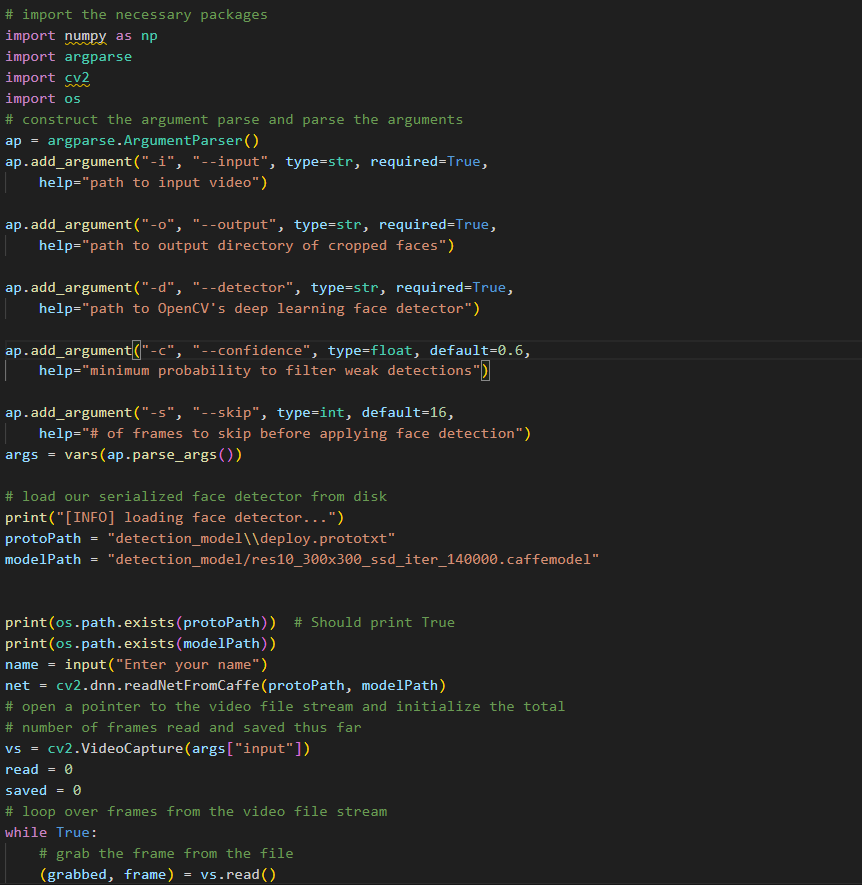 # import the necessary packages
import numpy as np
import argparse
import cv2
import os
# construct the argument parse and parse the arguments
ap = argparse.ArgumentParser()
ap.add_argument("-i", "--input", type=str, required=True,
    help="path to input video")

ap.add_argument("-o", "--output", type=str, required=True,
    help="path to output directory of cropped faces")

ap.add_argument("-d", "--detector", type=str, required=True,
    help="path to OpenCV's deep learning face detector")

ap.add_argument("-c", "--confidence", type=float, default=0.6,
    help="minimum probability to filter weak detections")

ap.add_argument("-s", "--skip", type=int, default=16,
    help="# of frames to skip before applying face detection")
args = vars(ap.parse_args())

# load our serialized face detector from disk
print("[INFO] loading face detector...")
protoPath = "detection_model\\deploy.prototxt"
modelPath = "detection_model/res10_300x300_ssd_iter_140000.caffemodel"


print(os.path.exists(protoPath))  # Should print True
print(os.path.exists(modelPath))
name = input("Enter your name")
net = cv2.dnn.readNetFromCaffe(protoPath, modelPath)
# open a pointer to the video file stream and initialize the total
# number of frames read and saved thus far
vs = cv2.VideoCapture(args["input"])
read = 0
saved = 0
# loop over frames from the video file stream
while True:
    # grab the frame from the file
    (grabbed, frame) = vs.read()